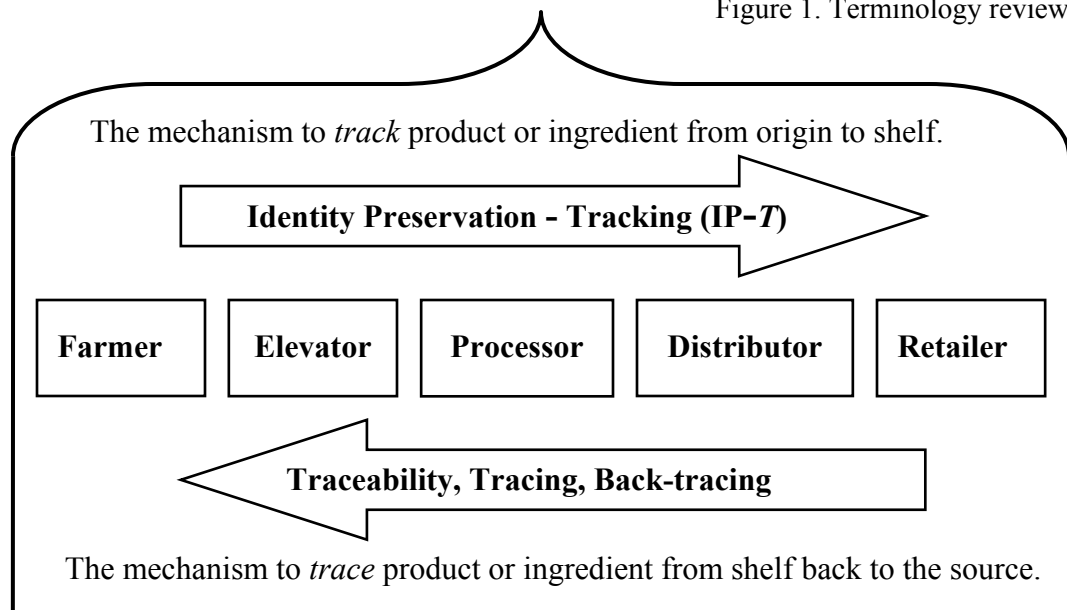 Figure 1. Terminology review
The mechanism to track product or ingredient from origin to shelf.
Identity Preservation - Tracking (IP-T)
Farmer Elevator Processor Distributor Retailer
Traceability, Tracing, Back-tracing
The mechanism to trace product or ingredient from shelf back to the source.